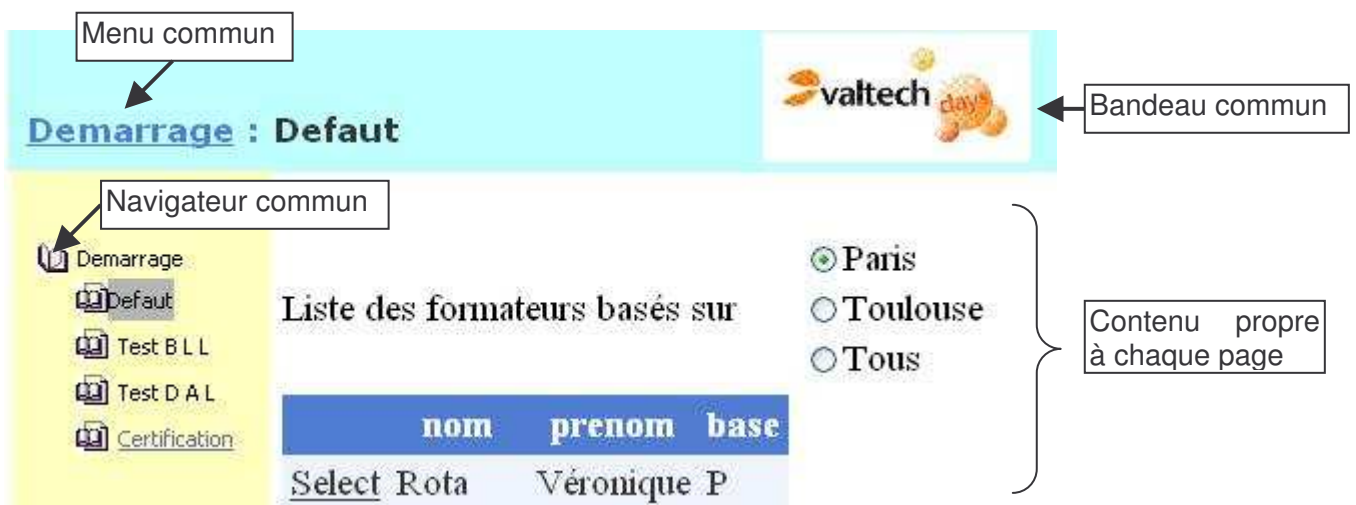 Menu commun
valtech days
Bandeau commun
Demarrage : Defaut
Navigateur commun
Demarrage
Defaut
Test B L L
Test D A L
Certification
Liste des formateurs basés sur
Paris
Toulouse
Tous
Contenu propre
à chaque page
nom prenom base
Select Rota Véronique P